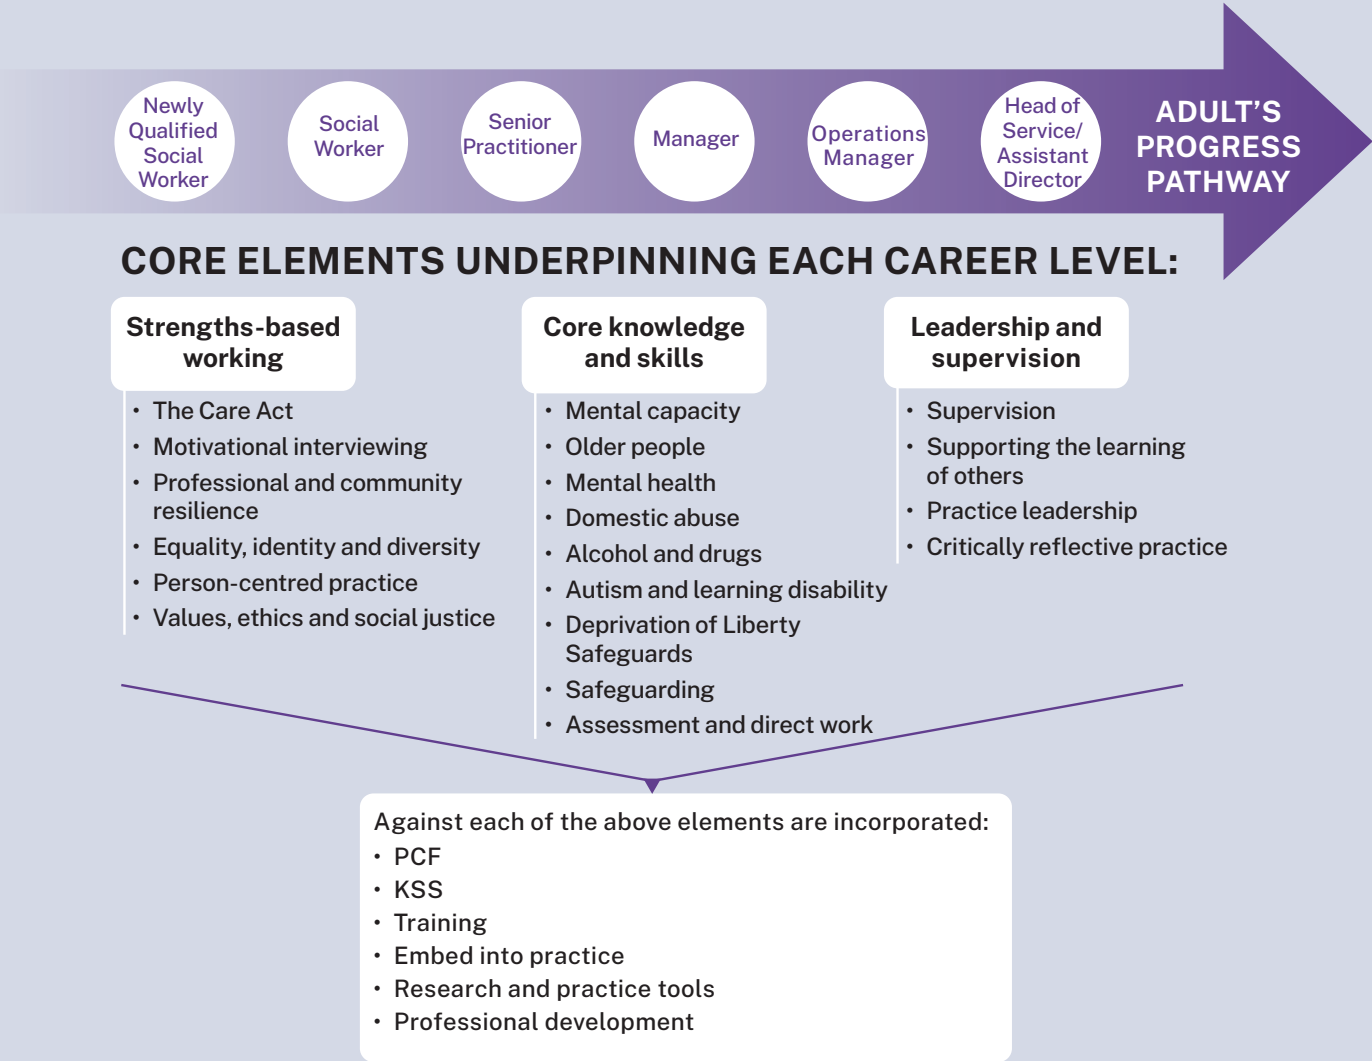 Newly
Qualified
Social
Worker
Social
Worker
Senior
Practitioner
Manager
Operations
Manager
Head of
Service/
Assistant
Director
ADULT'S
PROGRESS
PATHWAY
CORE ELEMENTS UNDERPINNING EACH CAREER LEVEL:
Strengths-based
working
• The Care Act
• Motivational interviewing
• Professional and community
resilience
• Equality, identity and diversity
• Person-centred practice
• Values, ethics and social justice
Core knowledge
and skills
• Mental capacity
• Older people
• Mental health
• Domestic abuse
• Alcohol and drugs
• Autism and learning disability
• Deprivation of Liberty
Safeguards
• Safeguarding
• Assessment and direct work
Leadership and
supervision
• Supervision
• Supporting the learning
of others
• Practice leadership
• Critically reflective practice
Against each of the above elements are incorporated:
• PCF
• KSS
• Training
• Embed into practice
• Research and practice tools
• Professional development